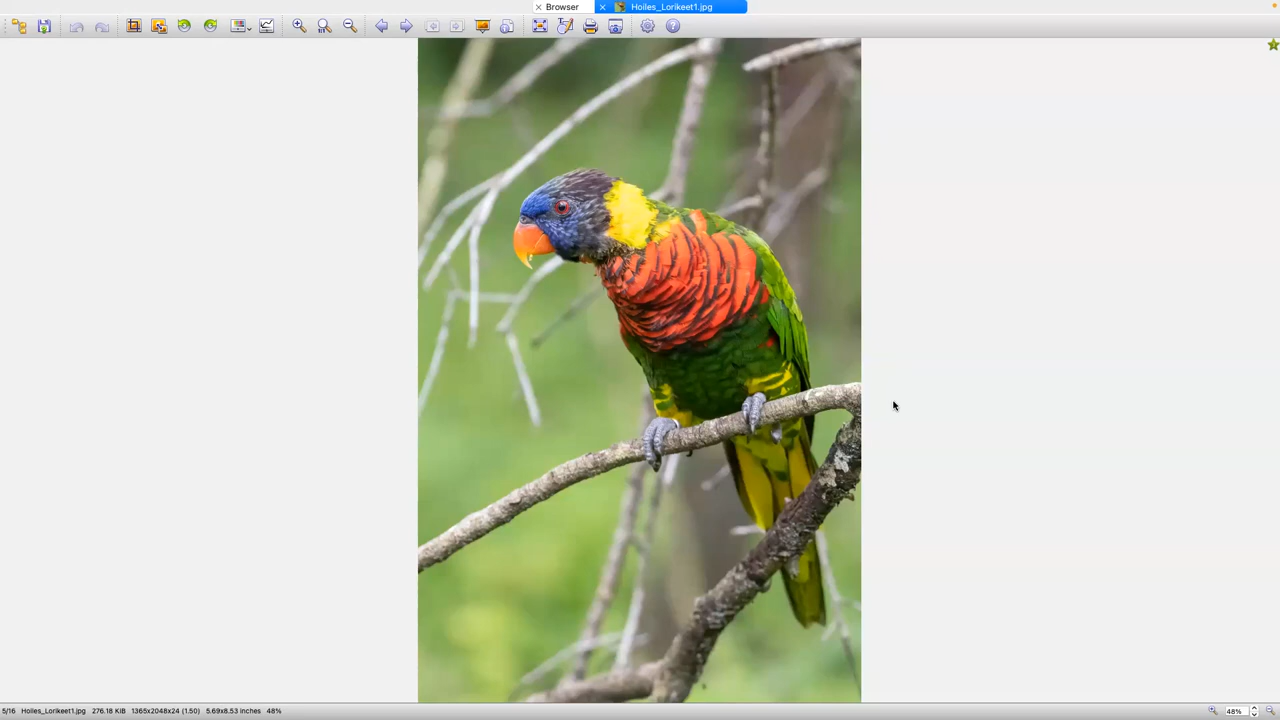 Browser
Hoiles_Lorikeet1.jpg
5/16 Hoiles_Lorikeet1.jpg 276.18 KiB 1365x2048x24 (1.50) 5.69x8.53 inches 48%
48%